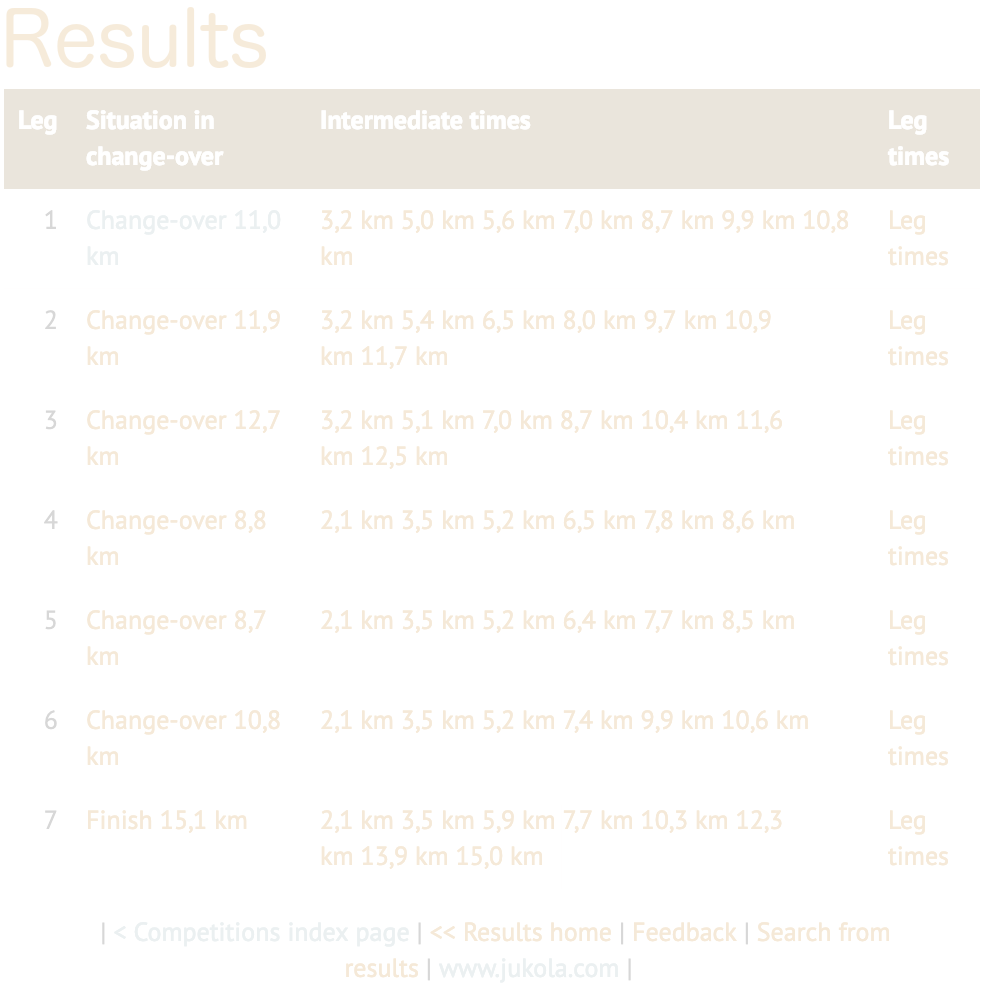 Results
Leg Situation in change-over Intermediate times Leg times
1 Change-over 11,0 km 3,2 km 5,0 km 5,6 km 7,0 km 8,7 km 9,9 km 10,8 km Leg times
2 Change-over 11,9 km 3,2 km 5,4 km 6,5 km 8,0 km 9,7 km 10,9 km 11,7 km Leg times
3 Change-over 12,7 km 3,2 km 5,1 km 7,0 km 8,7 km 10,4 km 11,6 km 12,5 km Leg times
4 Change-over 8,8 km 2,1 km 3,5 km 5,2 km 6,5 km 7,8 km 8,6 km Leg times
5 Change-over 8,7 km 2,1 km 3,5 km 5,2 km 6,4 km 7,7 km 8,5 km Leg times
6 Change-over 10,8 km 2,1 km 3,5 km 5,2 km 7,4 km 9,9 km 10,6 km Leg times
7 Finish 15,1 km 2,1 km 3,5 km 5,9 km 7,7 km 10,3 km 12,3 km 13,9 km 15,0 km Leg times
| < Competitions index page | << Results home | Feedback | Search from
results | www.jukola.com |